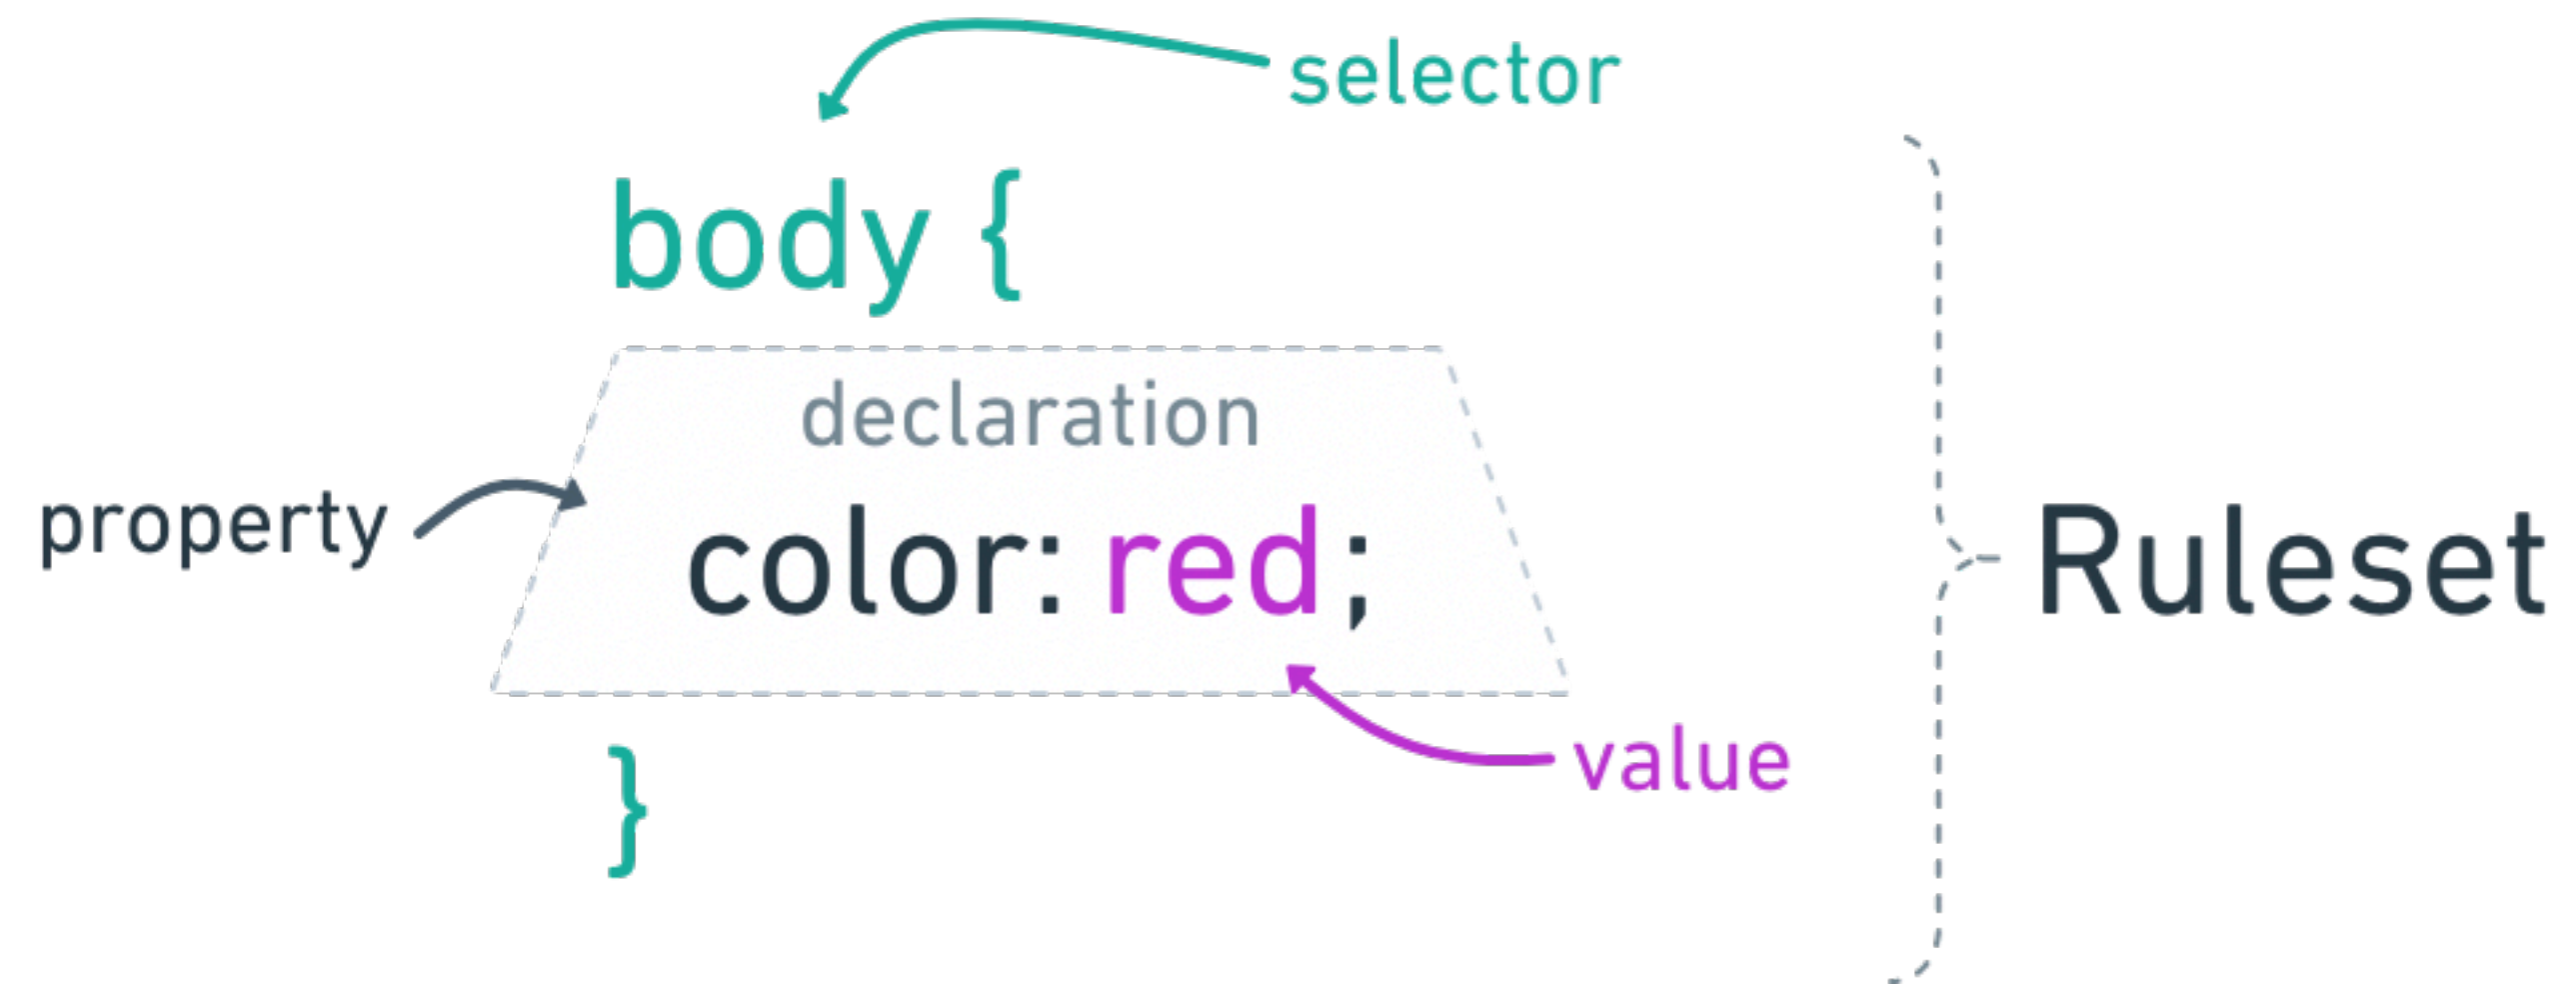 selector
body {
declaration
property
color: red;
Ruleset
value
}